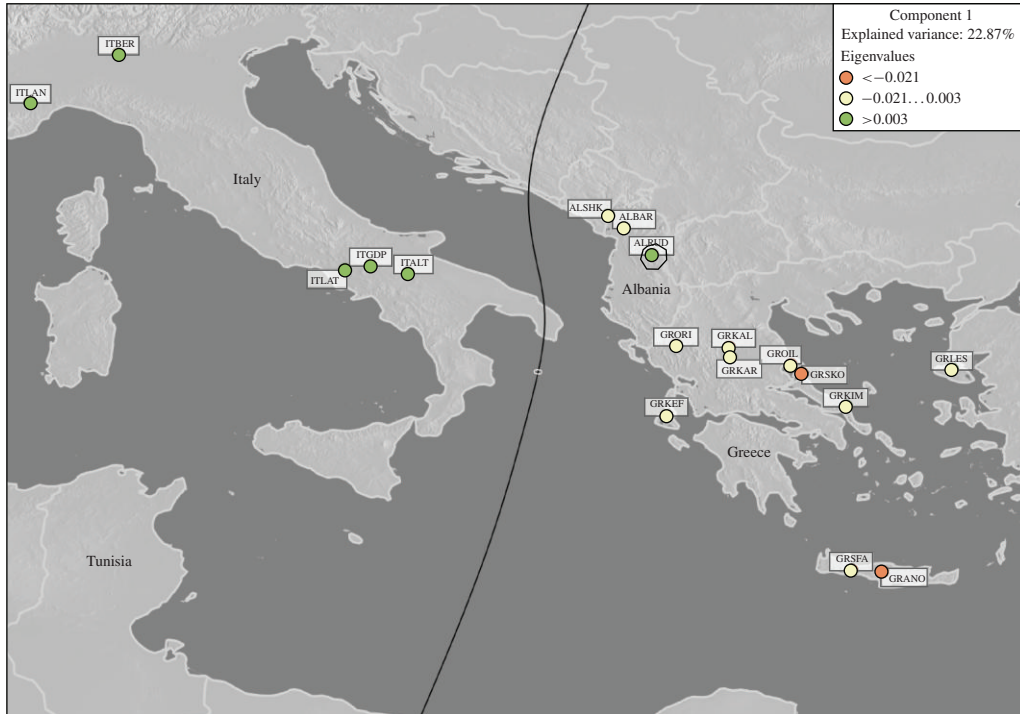 Component 1
Explained variance: 22.87%
Eigenvalues
<−0.021
−0.021...0.003
>0.003
ITBER
ITLAN
Italy
ALSHK
ALBAR
ALRUD
ITGDP
ITLAT
ITALT
Albania
GRORI
GRKAL
GRKAR
GROIL
GRSKO
GRLES
GRKEF
GRKIM
Greece
Tunisia
GRSFA
GRANO
0